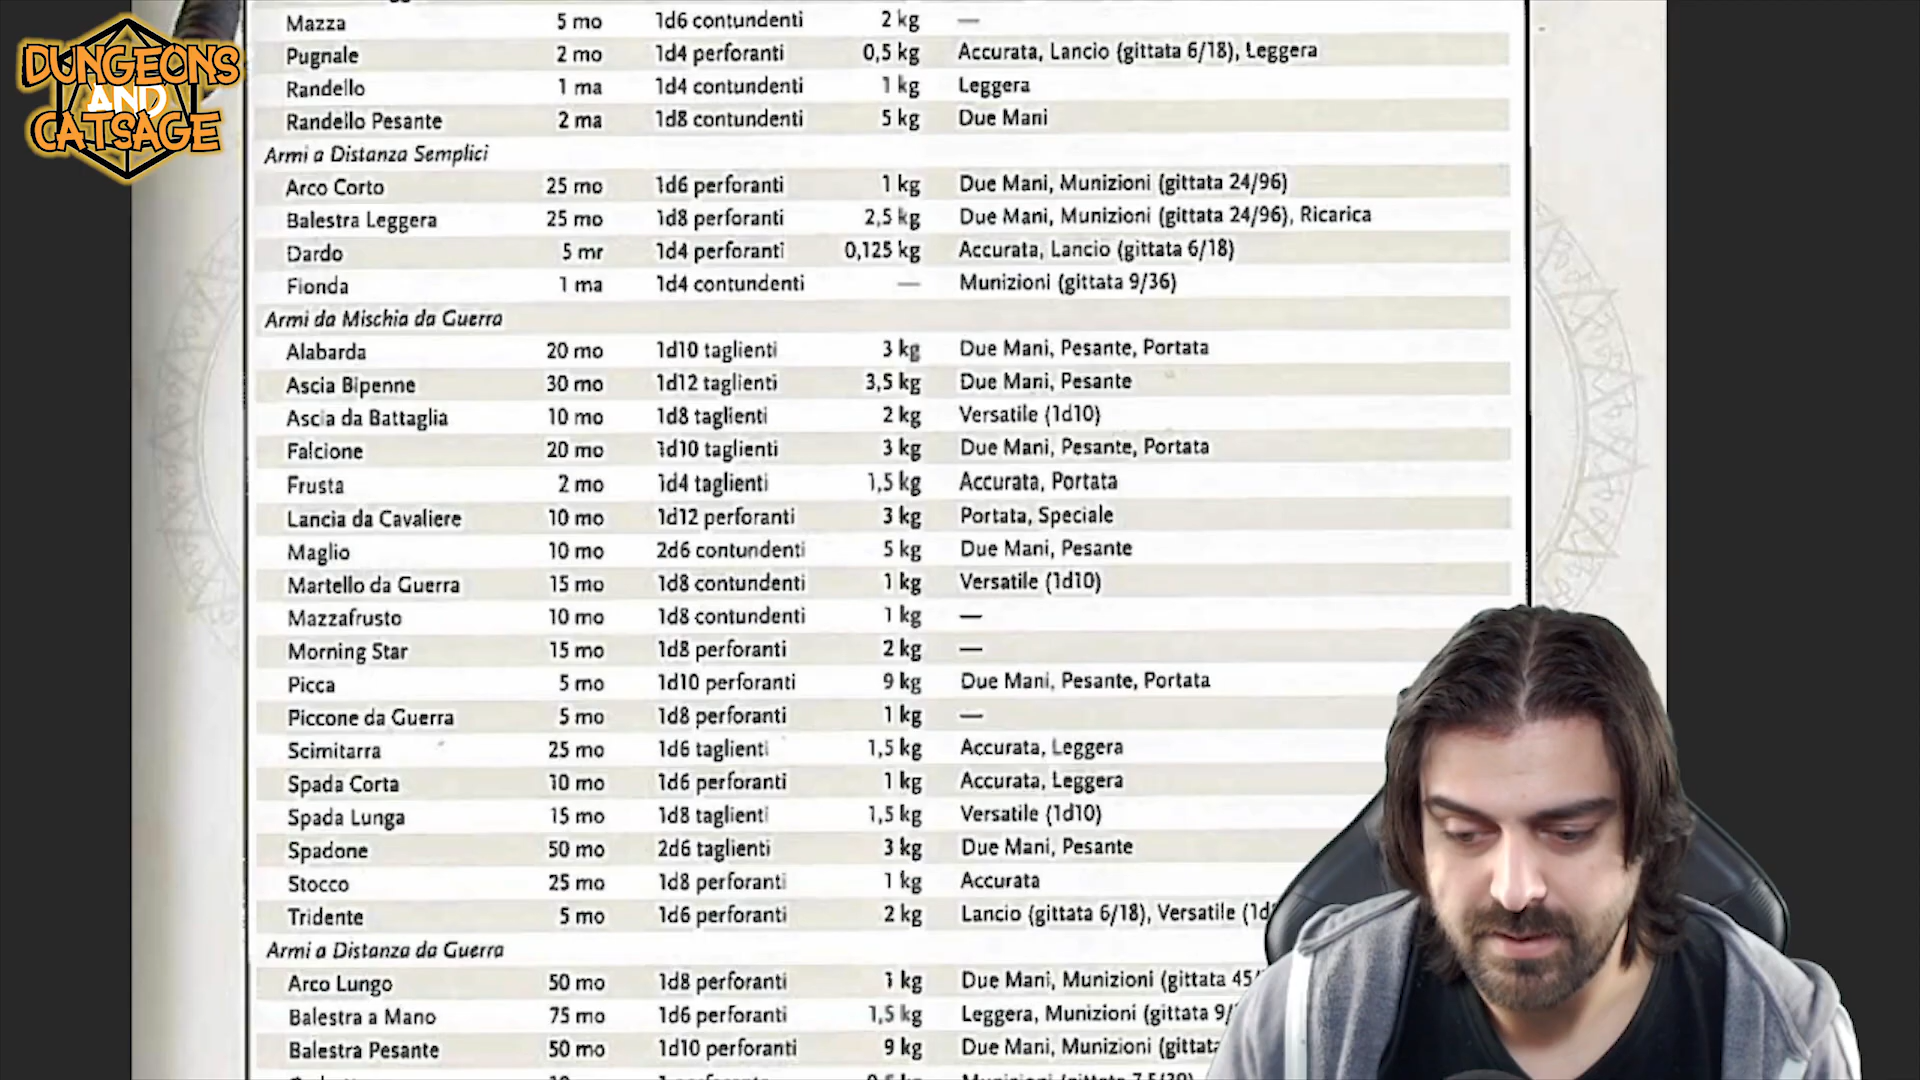 DUNGEONS
AND
CATSAGE
Mazza 5 mo 1d6 contundenti 2 kg —
Pugnale 2 mo 1d4 perforanti 0,5 kg Accurata, Lancio (gittata 6/18), Leggera
Randello 1 ma 1d4 contundenti 1 kg Leggera
Randello Pesante 2 ma 1d8 contundenti 5 kg Due Mani
Armi a Distanza Semplici
Arco Corto 25 mo 1d6 perforanti 1 kg Due Mani, Munizioni (gittata 24/96)
Balestra Leggera 25 mo 1d8 perforanti 2,5 kg Due Mani, Munizioni (gittata 24/96), Ricarica
Dardo 5 mr 1d4 perforanti 0,125 kg Accurata, Lancio (gittata 6/18)
Fionda 1 ma 1d4 contundenti — Munizioni (gittata 9/36)
Armi da Mischia da Guerra
Alabarda 20 mo 1d10 taglienti 3 kg Due Mani, Pesante, Portata
Ascia Bipenne 30 mo 1d12 taglienti 3,5 kg Due Mani, Pesante
Ascia da Battaglia 10 mo 1d8 taglienti 2 kg Versatile (1d10)
Falcione 20 mo 1d10 taglienti 3 kg Due Mani, Pesante, Portata
Frusta 2 mo 1d4 taglienti 1,5 kg Accurata, Portata
Lancia da Cavaliere 10 mo 1d12 perforanti 3 kg Portata, Speciale
Maglio 10 mo 2d6 contundenti 5 kg Due Mani, Pesante
Martello da Guerra 15 mo 1d8 contundenti 1 kg Versatile (1d10)
Mazzafrusto 10 mo 1d8 contundenti 1 kg —
Morning Star 15 mo 1d8 perforanti 2 kg —
Picca 5 mo 1d10 perforanti 9 kg Due Mani, Pesante, Portata
Piccone da Guerra 5 mo 1d8 perforanti 1 kg —
Scimitarra 25 mo 1d6 taglienti 1,5 kg Accurata, Leggera
Spada Corta 10 mo 1d6 perforanti 1 kg Accurata, Leggera
Spada Lunga 15 mo 1d8 taglienti 1,5 kg Versatile (1d10)
Spadone 50 mo 2d6 taglienti 3 kg Due Mani, Pesante
Stocco 25 mo 1d8 perforanti 1 kg Accurata
Tridente 5 mo 1d6 perforanti 2 kg Lancio (gittata 6/18), Versatile
Armi a Distanza da Guerra
Arco Lungo 50 mo 1d8 perforanti 1 kg Due Mani, Munizioni (gittata 45/
Balestra a Mano 75 mo 1d6 perforanti 1,5 kg Leggera, Munizioni (gittata 9/
Balestra Pesante 50 mo 1d10 perforanti 9 kg Due Mani, Munizioni (gittata